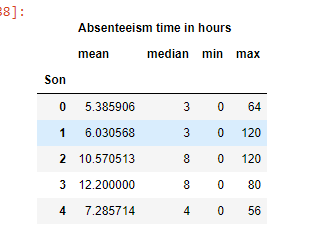 38]:
Absenteeism time in hours
mean median min max
Son
0 5.385906 3 0 64
1 6.030568 3 0 120
2 10.570513 8 0 120
3 12.200000 8 0 80
4 7.285714 4 0 56